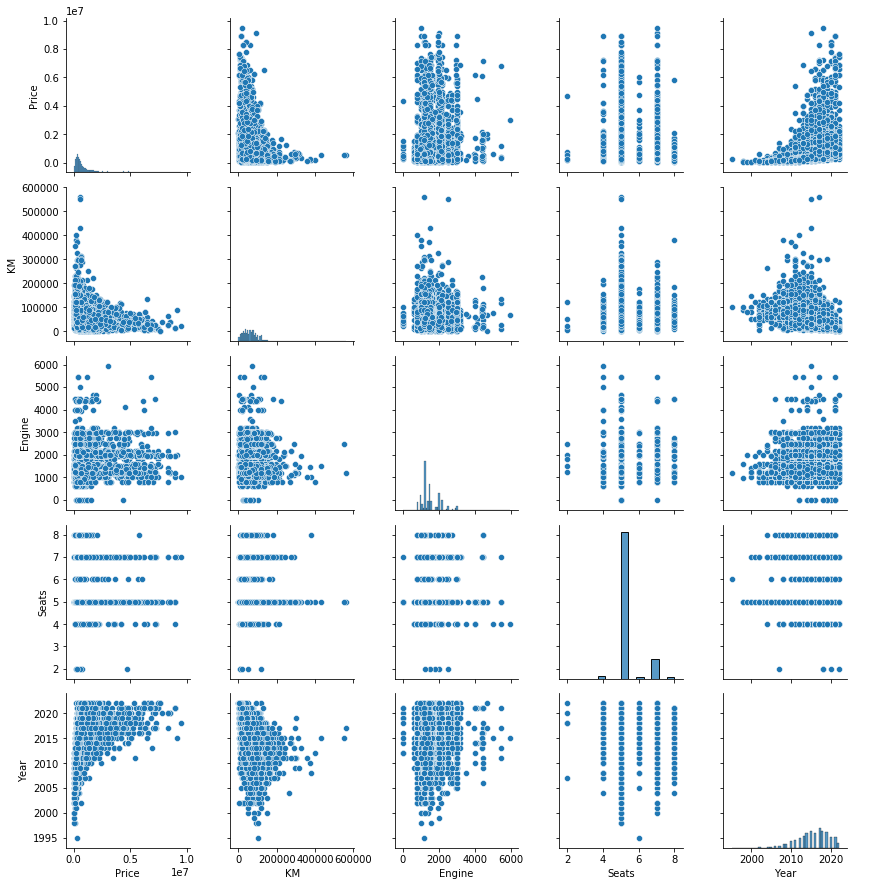 1e7
1.0
0.8
0.6
0.4
0.2
0.0
Price
600000
500000
400000
300000
200000
100000
0
KM
6000
5000
4000
3000
2000
1000
0
Engine
8
7
6
5
4
3
2
Seats
2020
2015
2010
2005
2000
1995
Year
0.0 0.5 1.0
1e7
Price
0 200000 400000 600000
KM
0 2000 4000 6000
Engine
2 4 6 8
Seats
2000 2010 2020
Year